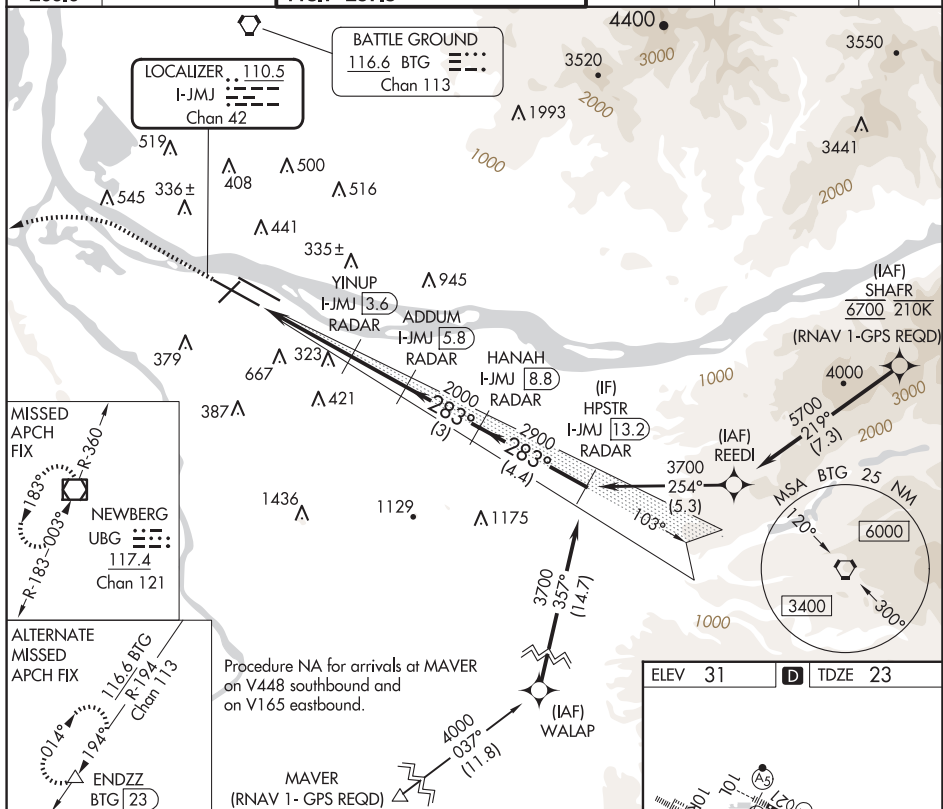 BATTLE GROUND
116.6 BTG
Chan 113
LOCALIZER 110.5
I-JMJ
Chan 42
4400
3000
3520
2000
3550
1993
1000
3441
2000
519
408
500
516
545
336±
441
335±
945
YINUP
I-JMJ 3.6
RADAR
ADDUM
I-JMJ 5.8
RADAR
HANAH
I-JMJ 8.8
RADAR
(IF)
HPSTR
I-JMJ 13.2
RADAR
(IAF)
SHAFR
6700 210K
(RNAV 1-GPS REQD)
379
667
323
387
421
2000
283°
(3)
2900
283°
(4.4)
1000
4000
3000
2000
5700
219°
(7.3)
(IAF)
REEDI
3700
254°
(5.3)
103°
1436
1129
1175
MISSED
APCH
FIX
R-360
183°
R-183
003°
NEWBERG
UBG
117.4
Chan 121
MSA BTG 25 NM
120°
6000
3400
300°
1000
3700
357°
(14.7)
ALTERNATE
MISSED
APCH FIX
116.6 BTG
R-194
Chan 113
014°
194°
ENDZZ
BTG 23
Procedure NA for arrivals at MAVER
on V448 southbound and
on V165 eastbound.
(IAF)
WALAP
4000
037°
(11.8)
MAVER
(RNAV 1- GPS REQD)
ELEV 31 D TDZE 23
A5
10L